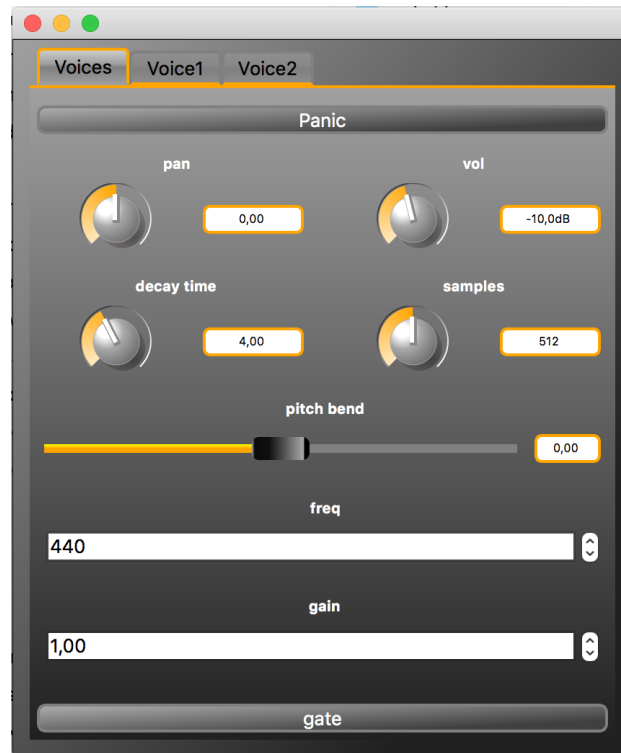 Voices Voice1 Voice2
Panic
pan vol
0,00 -10,0dB
decay time samples
4,00 512
pitch bend
0,00
freq
440
gain
1,00
gate